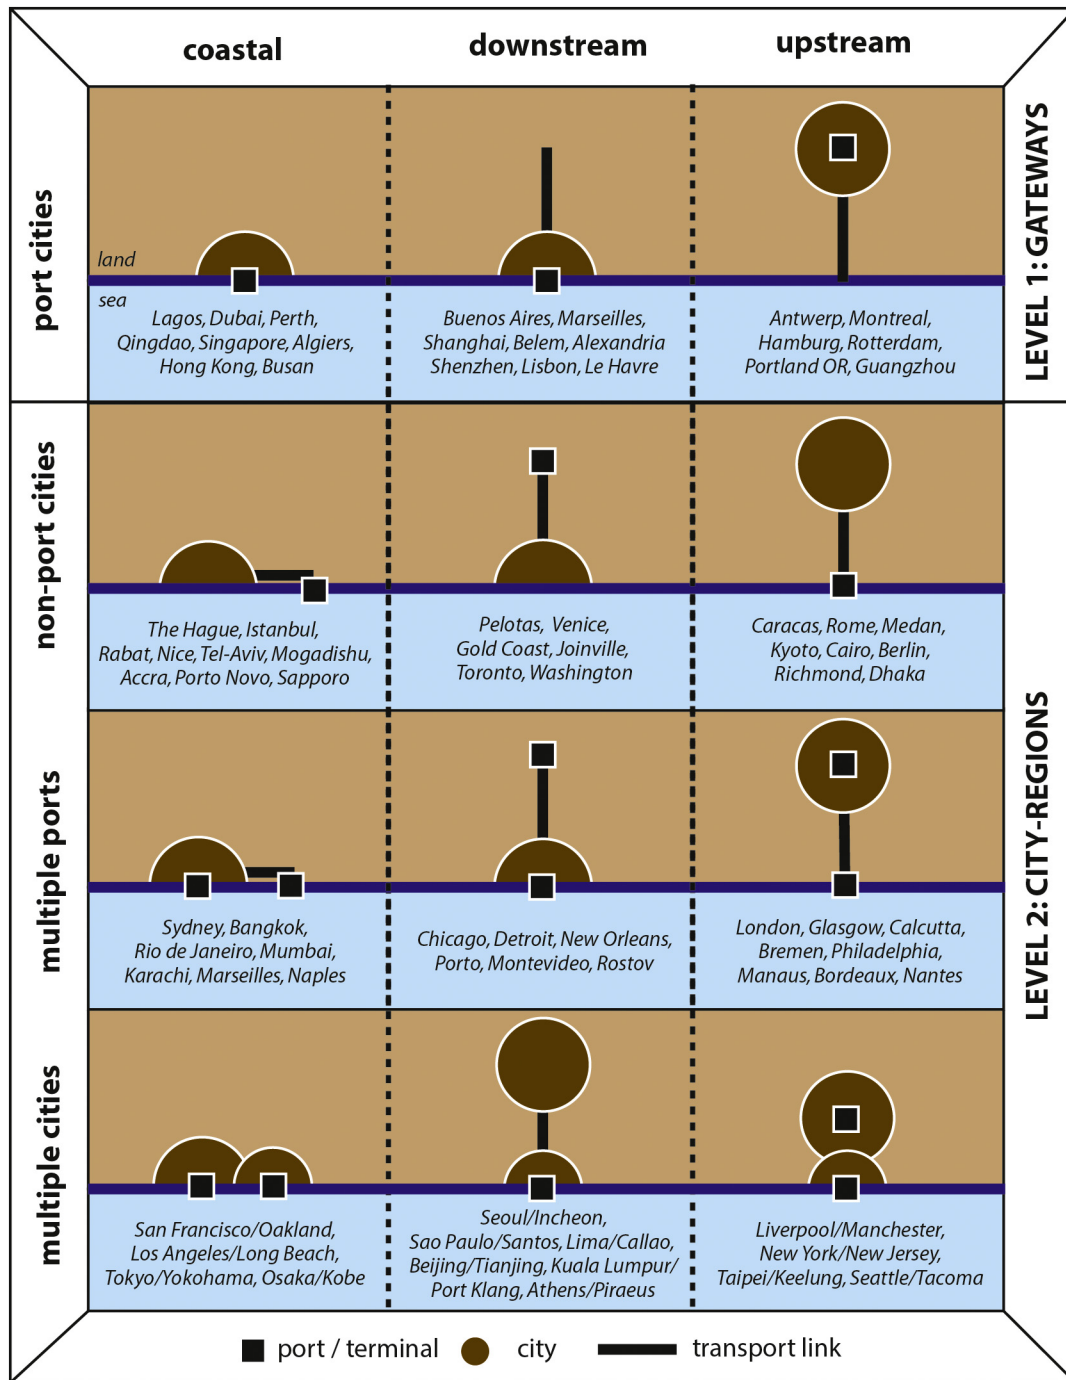 coastal
downstream
upstream
LEVEL 1: GATEWAYS
port cities
land
sea
Lagos, Dubai, Perth,
Qingdao, Singapore, Algiers,
Hong Kong, Busan
Buenos Aires, Marseilles,
Shanghai, Belem, Alexandria
Shenzhen, Lisbon, Le Havre
Antwerp, Montreal,
Hamburg, Rotterdam,
Portland OR, Guangzhou
LEVEL 2: CITY-REGIONS
non-port cities
The Hague, Istanbul,
Rabat, Nice, Tel-Aviv, Mogadishu,
Accra, Porto Novo, Sapporo
Pelotas, Venice,
Gold Coast, Joinville,
Toronto, Washington
Caracas, Rome, Medan,
Kyoto, Cairo, Berlin,
Richmond, Dhaka
multiple ports
Sydney, Bangkok,
Rio de Janeiro, Mumbai,
Karachi, Marseilles, Naples
Chicago, Detroit, New Orleans,
Porto, Montevideo, Rostov
London, Glasgow, Calcutta,
Bremen, Philadelphia,
Manaus, Bordeaux, Nantes
multiple cities
San Francisco/Oakland,
Los Angeles/Long Beach,
Tokyo/Yokohama, Osaka/Kobe
Seoul/Incheon,
Sao Paulo/Santos, Lima/Callao,
Beijing/Tianjing, Kuala Lumpur/
Port Klang, Athens/Piraeus
Liverpool/Manchester,
New York/New Jersey,
Taipei/Keelung, Seattle/Tacoma
port / terminal
city
transport link